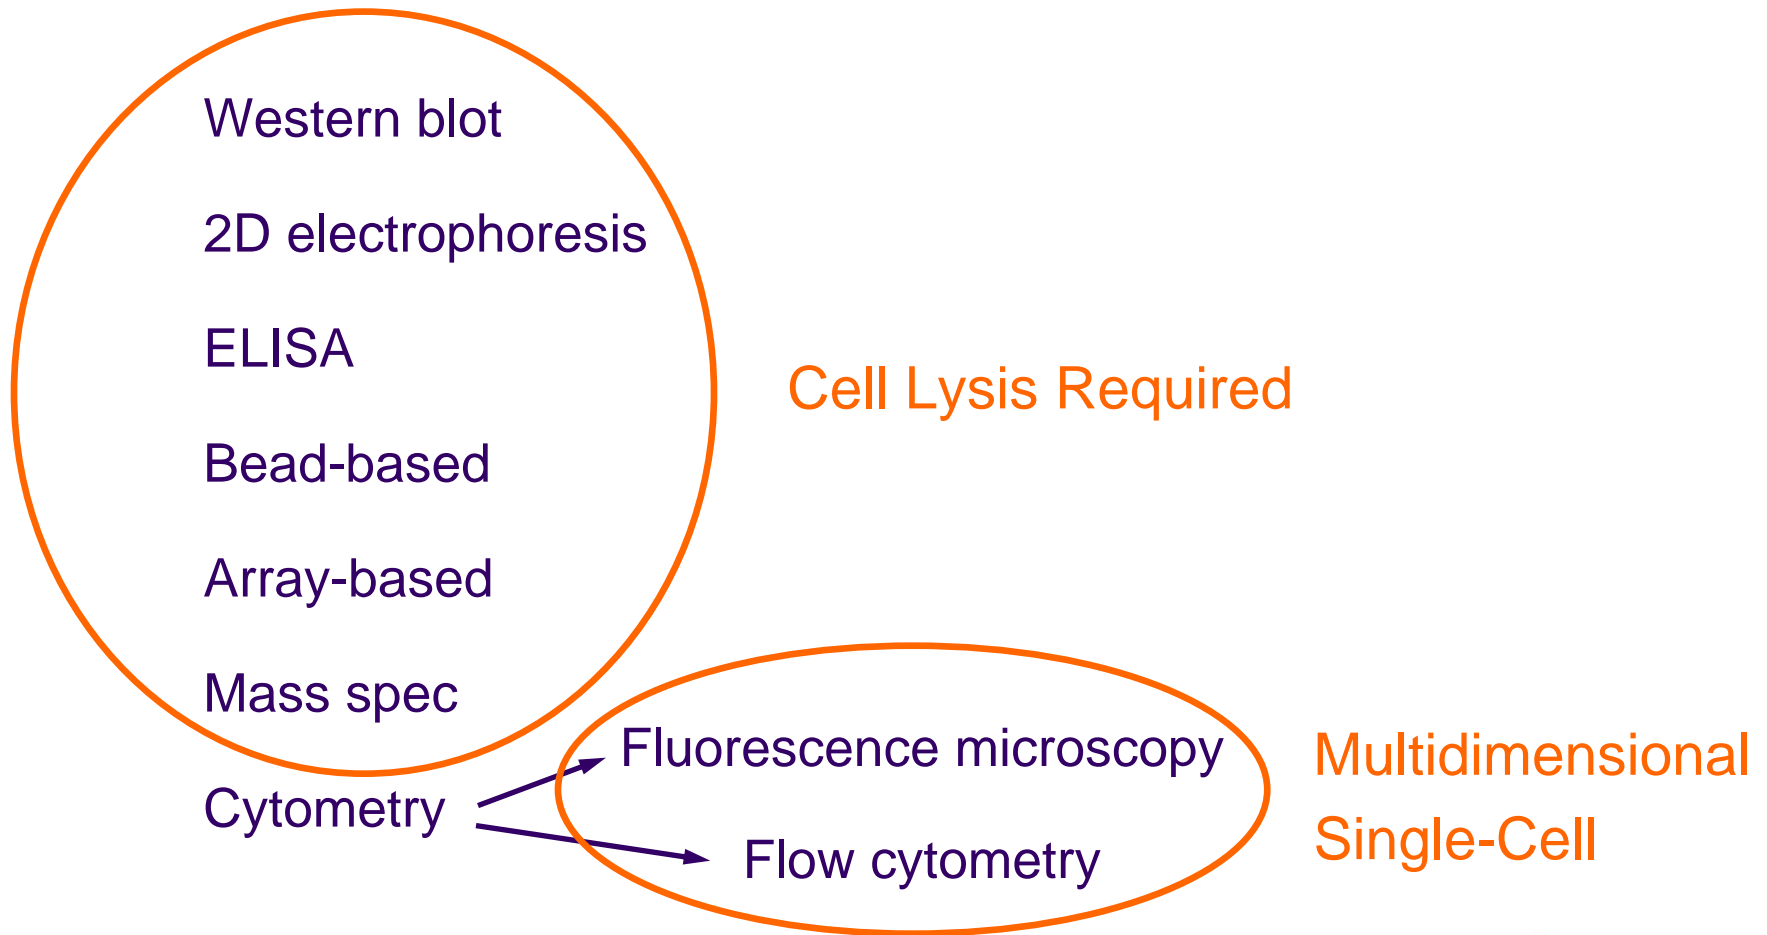 Western blot
2D electrophoresis
ELISA
Cell Lysis Required
Bead-based
Array-based
Mass spec
Fluorescence microscopy
Multidimensional
Cytometry
Single-Cell
Flow cytometry